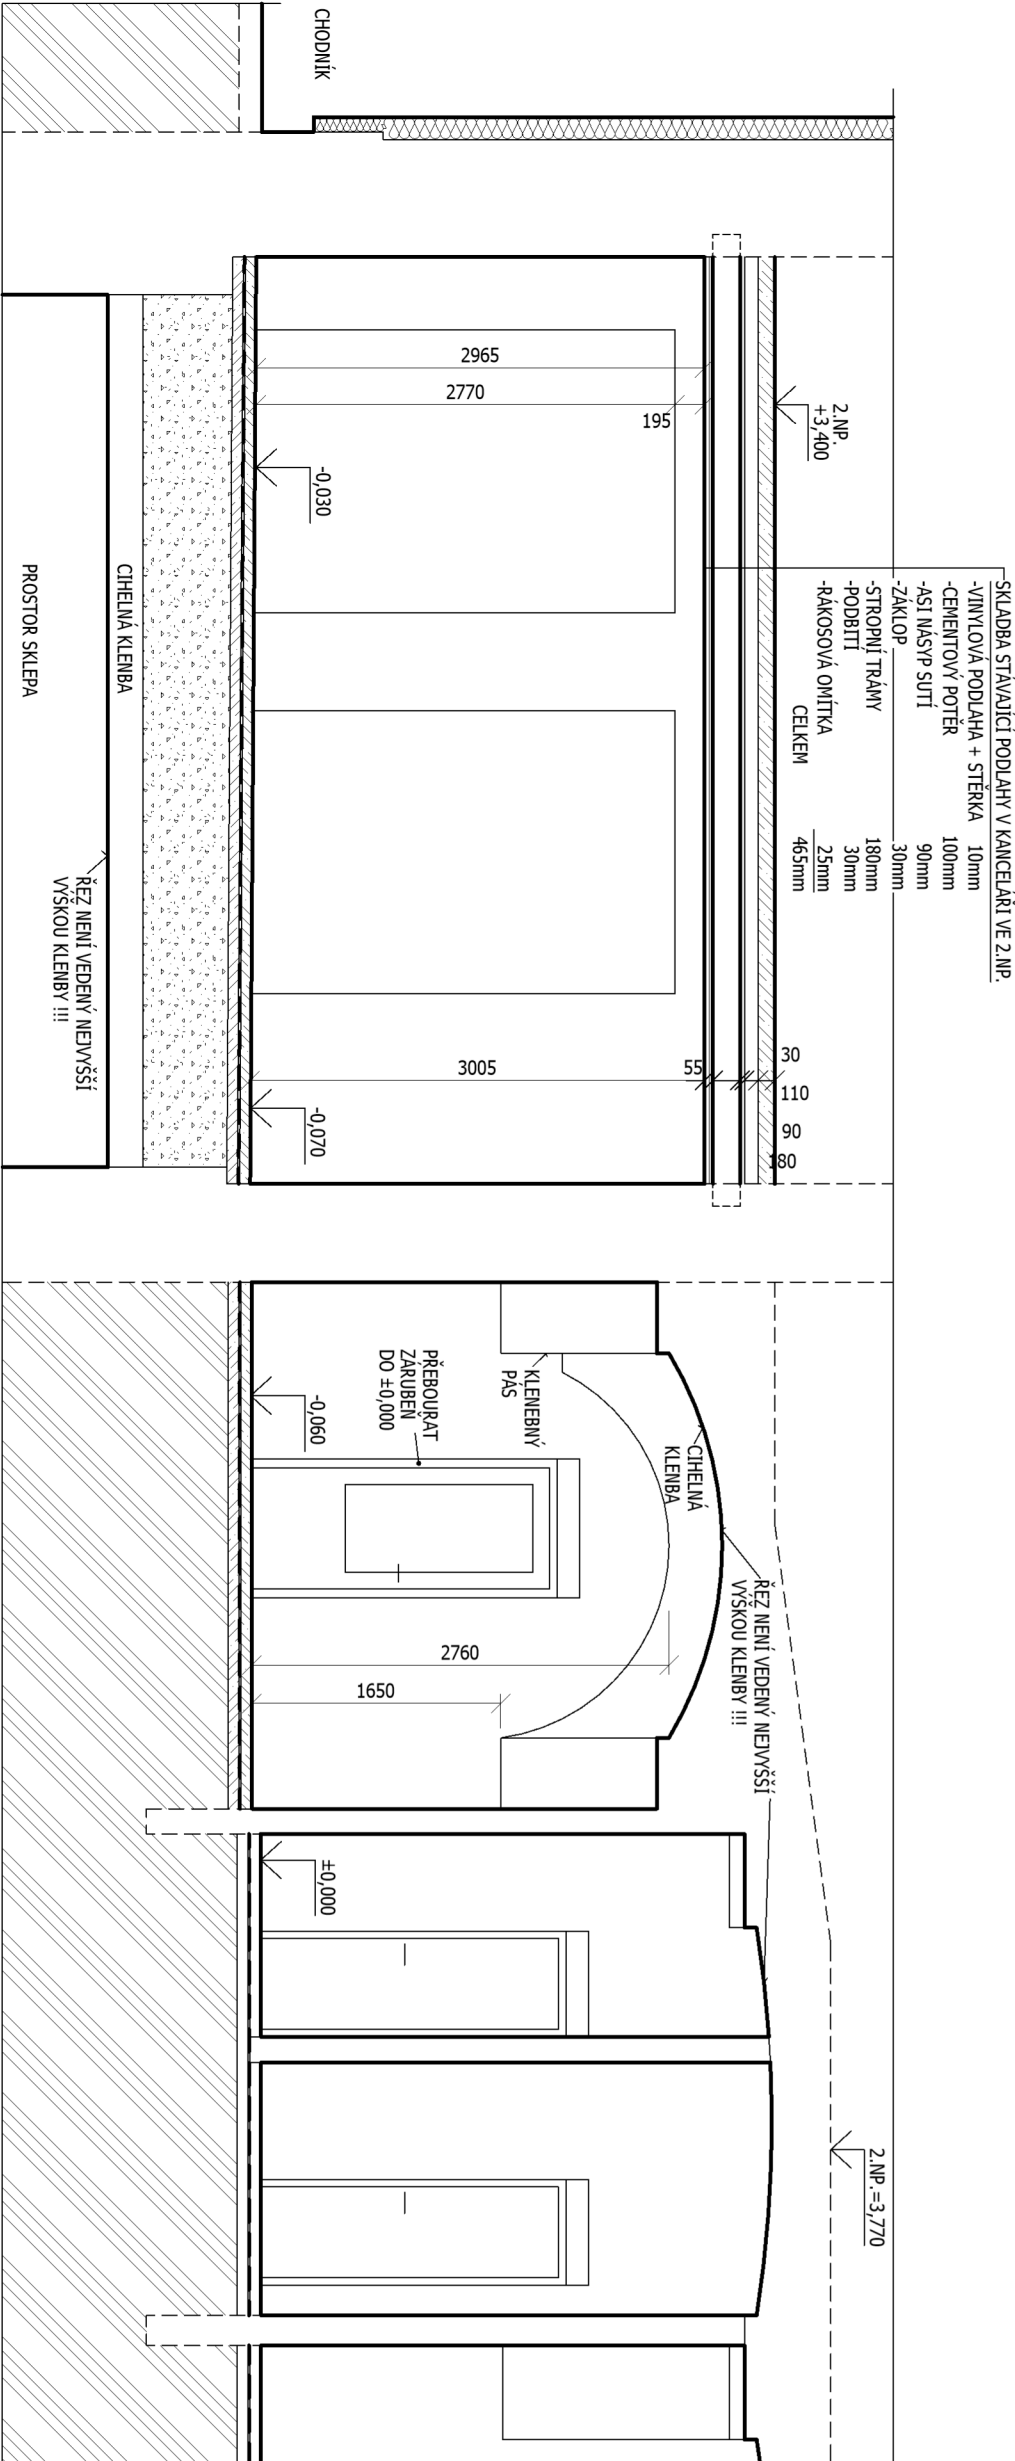 CHODNÍK
SKLADBA STÁVAJÍCÍ PODLAHY V KANCELÁŘI VE 2.NP.
-VINYLOVÁ PODLAHA + STĚRKA 10mm
-CEMENTOVÝ POTĚR 100mm
-ASI NÁSYP SUTÍ 90mm
-ZÁKLOP 30mm
-STROPNÍ TRÁMY 180mm
-PODBITÍ 30mm
-RÁKOSOVÁ OMÍTKA 25mm
CELKEM 465mm
2.NP.
+3,400
2965
2770
195
-0,030
3005
55
30
110
90
180
-0,070
CIHELNÁ KLENBA
PROSTOR SKLEPA
ŘEZ NENÍ VEDENÝ NEJVYŠŠÍ
VÝŠKOU KLENBY !!!
KLENEBNÝ
PÁS
CIHELNÁ
KLENBA
PŘEBOURAT
ZÁRUBEŇ
DO ±0,000
-0,060
2760
1650
ŘEZ NENÍ VEDENÝ NEJVYŠŠÍ
VÝŠKOU KLENBY !!!
±0,000
2.NP.=3,770